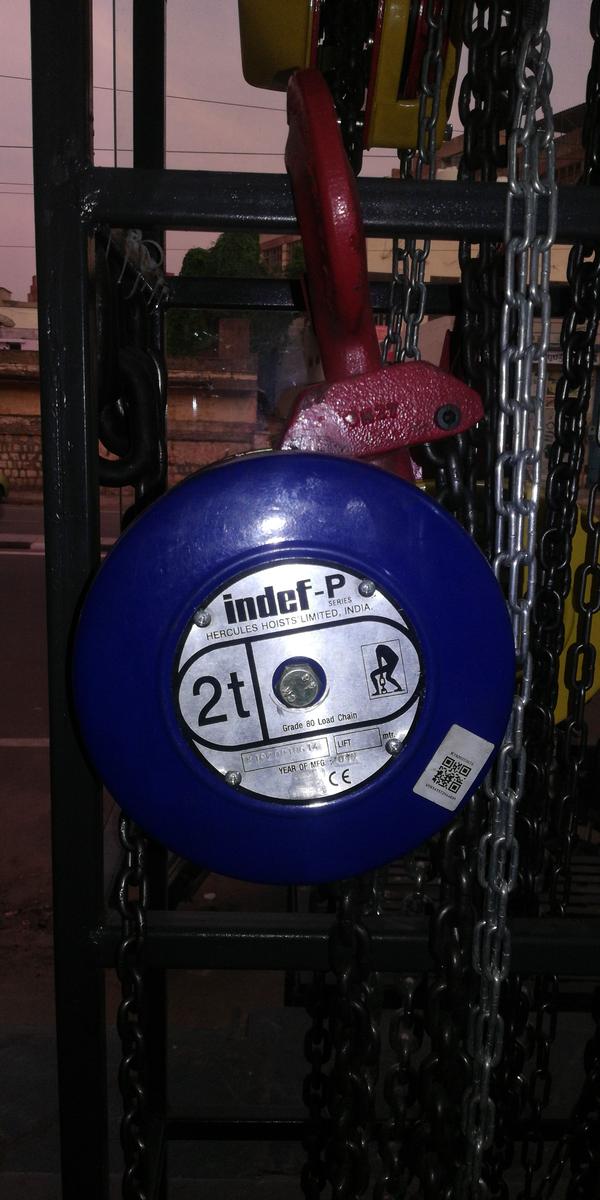 indef-P
SERIES
HERCULES HOISTS LIMITED, INDIA.
2t
Grade 80 Load Chain
LIFT
mtr.
YEAR OF MFG.
CE